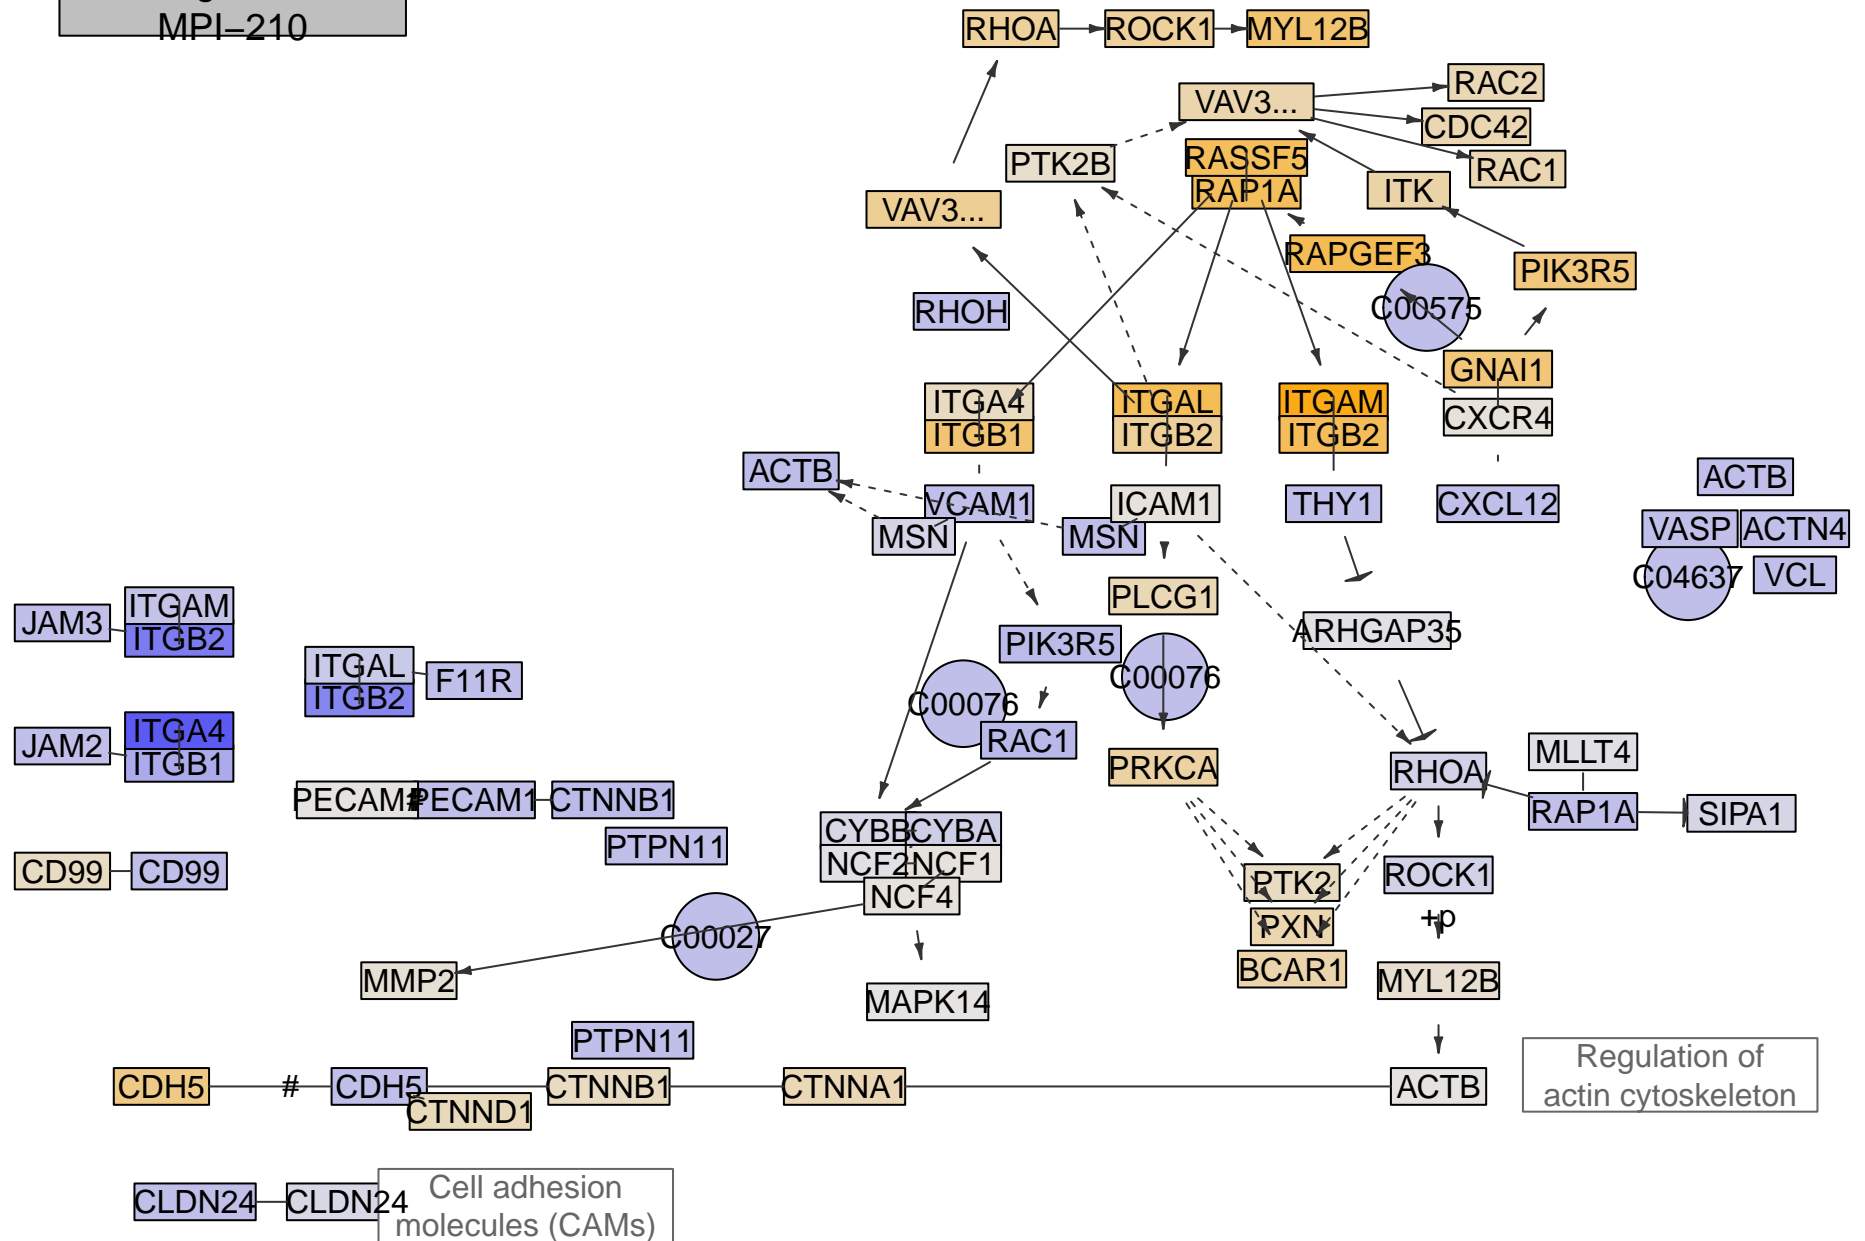 MPI–210
RHOA
ROCK1
MYL12B
RAC2
VAV3...
CDC42
PTK2B
RASSF5
RAC1
RAP1A
ITK
VAV3...
RAPGEF3
PIK3R5
RHOH
C00575
GNAI1
ITGA4
ITGAL
ITGAM
CXCR4
ITGB1
ITGB2
ITGB2
ACTB
ACTB
VCAM1
ICAM1
THY1
CXCL12
MSN
MSN
VASP
ACTN4
C04637
VCL
PLCG1
ITGAM
JAM3
ITGB2
ARHGAP35
PIK3R5
ITGAL
F11R
ITGB2
C00076
C00076
ITGA4
JAM2
ITGB1
RAC1
MLLT4
PRKCA
RHOA
PECAM1
#
PECAM1
CTNNB1
RAP1A
SIPA1
CYBB
CYBA
PTPN11
NCF2
NCF1
CD99
CD99
PTK2
ROCK1
NCF4
+p
PXN
C00027
BCAR1
MMP2
MYL12B
MAPK14
PTPN11
Regulation of
actin cytoskeleton
CDH5
#
CDH5
CTNNB1
CTNNA1
ACTB
CTNND1
CLDN24
CLDN24
Cell adhesion
molecules (CAMs)